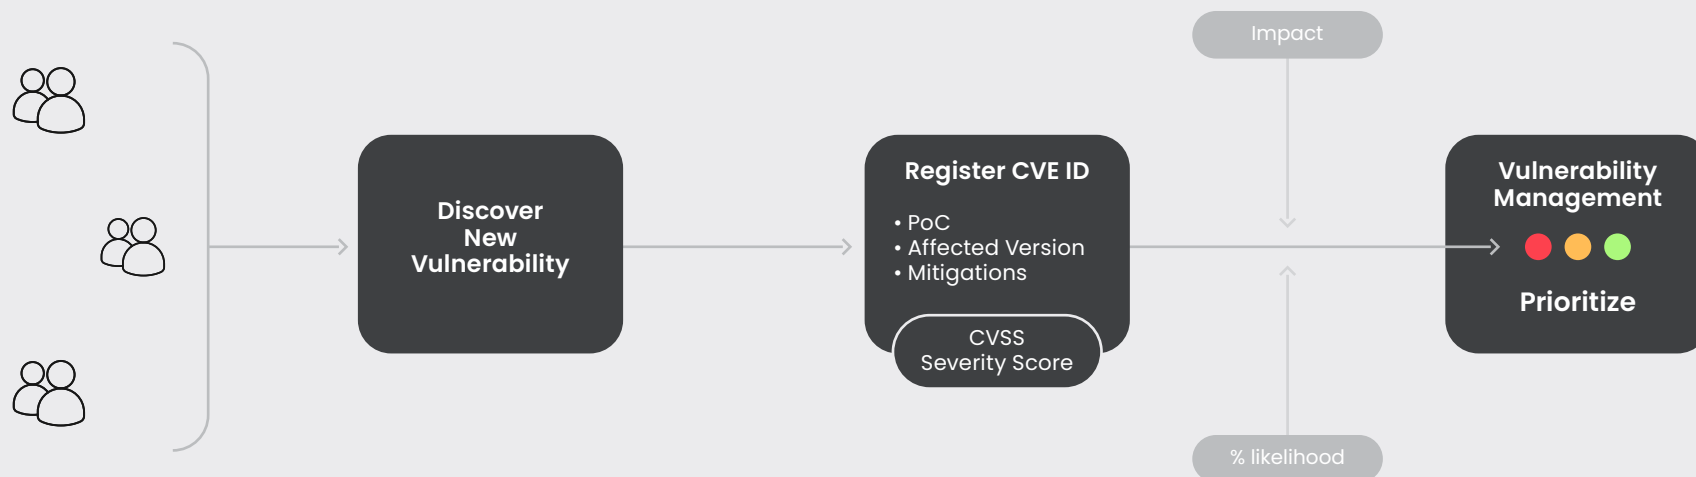 Impact
Discover
New
Vulnerability
Register CVE ID
• PoC
• Affected Version
• Mitigations
CVSS
Severity Score
Vulnerability
Management
Prioritize
% likelihood